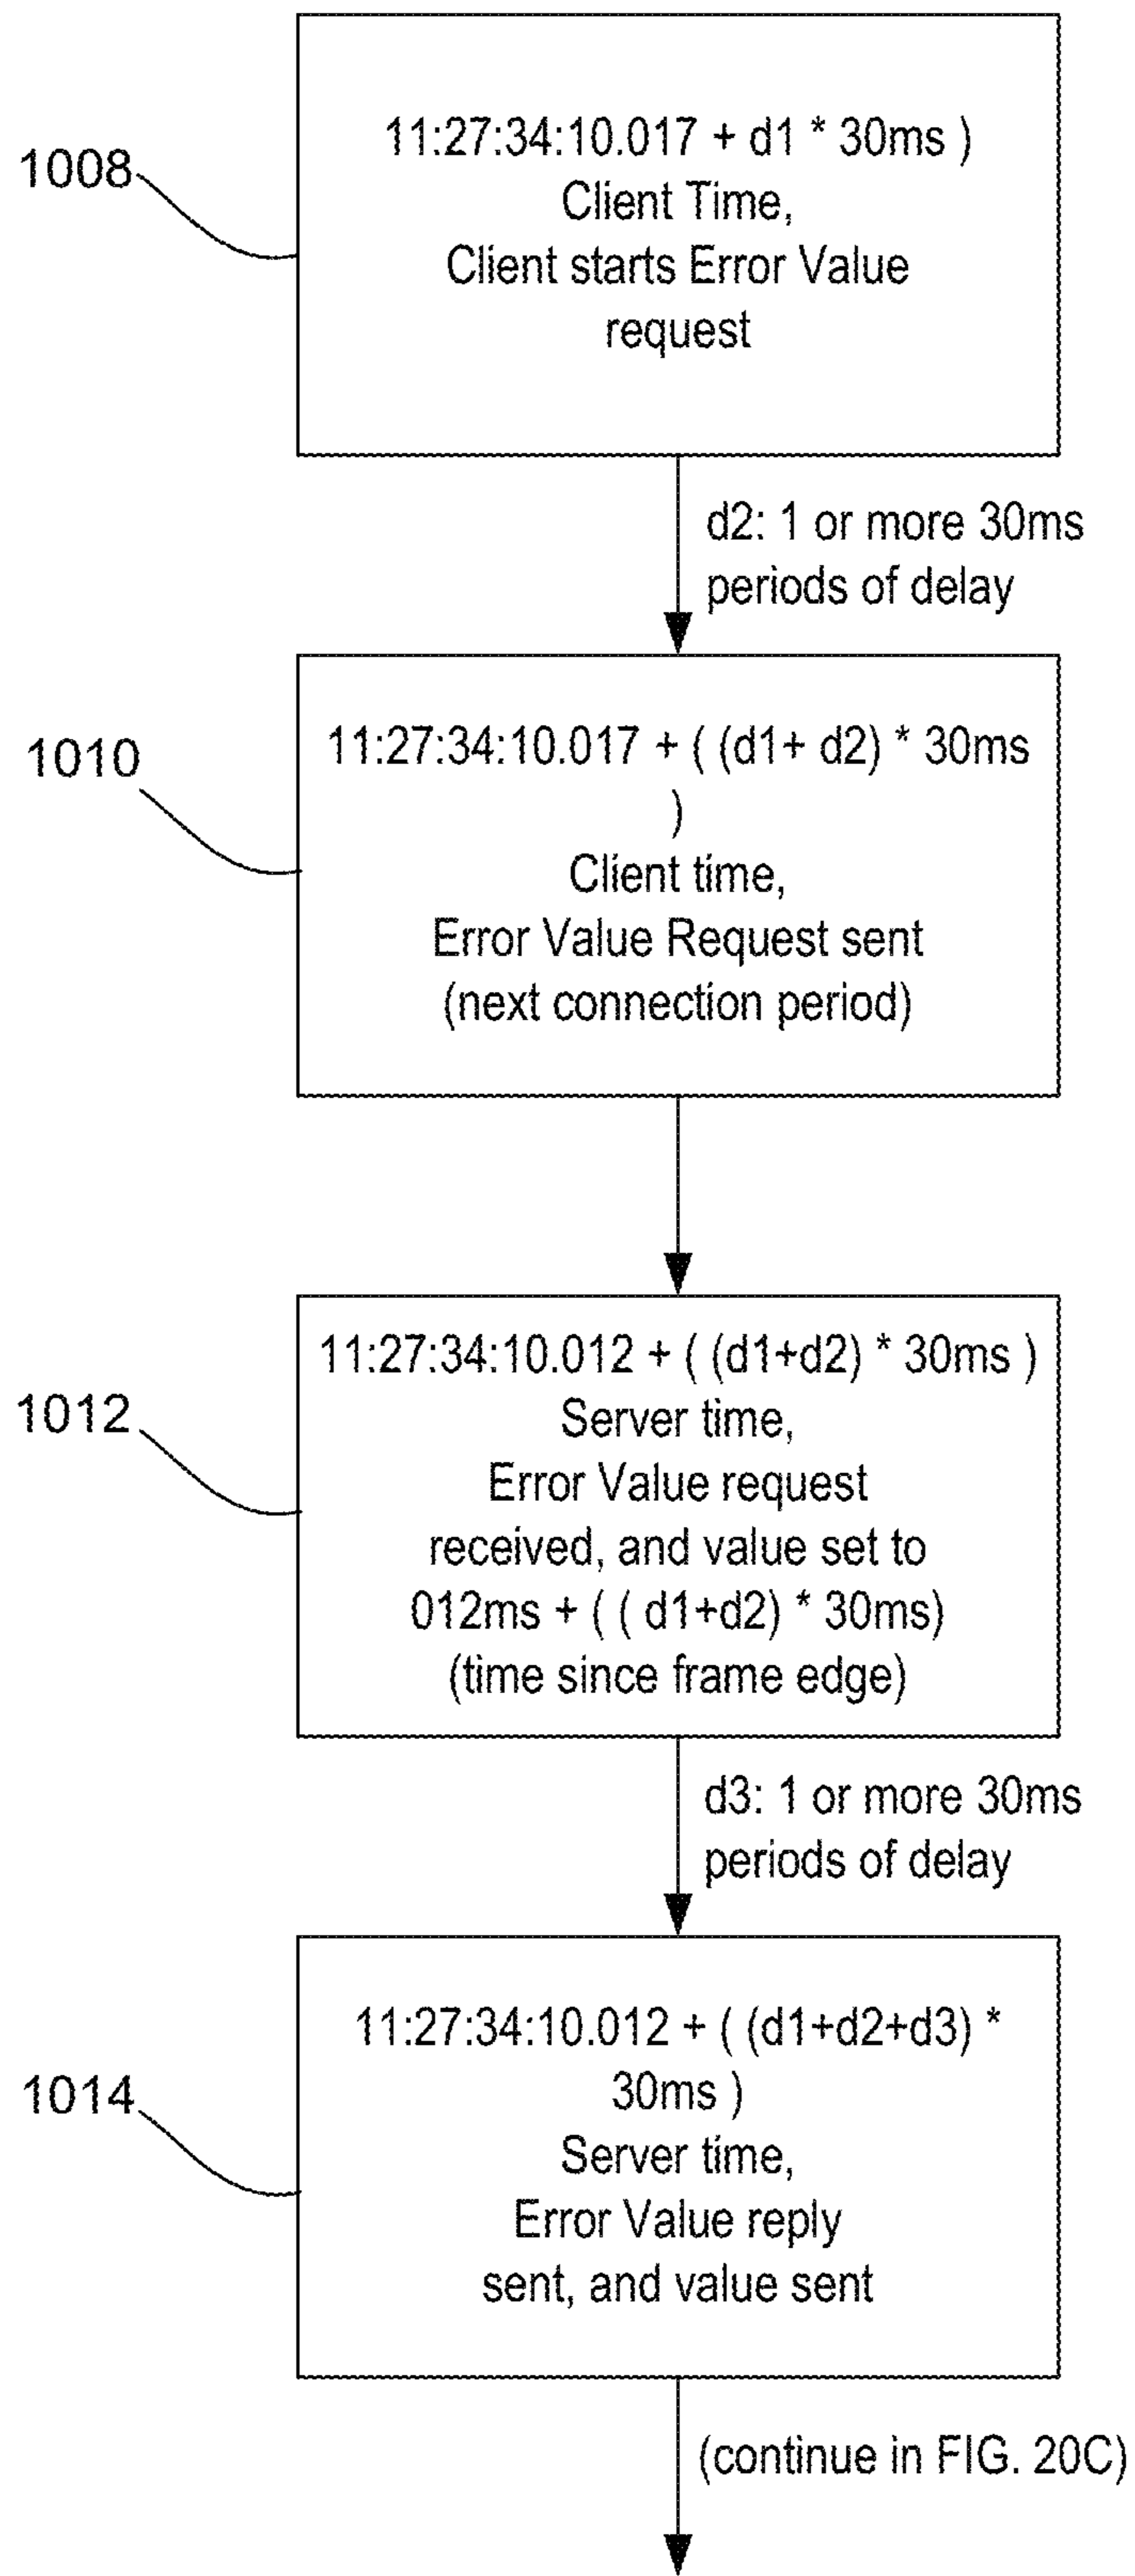 1008
11:27:34:10.017 + d1 * 30ms )
Client Time,
Client starts Error Value
request
d2: 1 or more 30ms
periods of delay
1010
11:27:34:10.017 + ( (d1+ d2) * 30ms
)
Client time,
Error Value Request sent
(next connection period)
1012
11:27:34:10.012 + ( (d1+d2) * 30ms )
Server time,
Error Value request
received, and value set to
012ms + ( ( d1+d2) * 30ms)
(time since frame edge)
d3: 1 or more 30ms
periods of delay
1014
11:27:34:10.012 + ( (d1+d2+d3) *
30ms )
Server time,
Error Value reply
sent, and value sent
(continue in FIG. 20C)